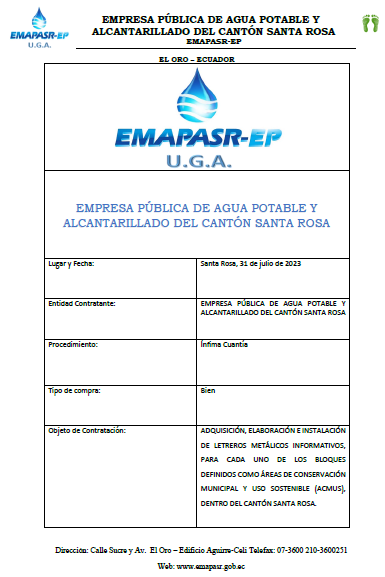 EMAPASR-EP
U.G.A.
EMPRESA PÚBLICA DE AGUA POTABLE Y
ALCANTARILLADO DEL CANTÓN SANTA ROSA
EMAPASR-EP
EL ORO – ECUADOR
EMAPASR-EP
U.G.A.
EMPRESA PÚBLICA DE AGUA POTABLE Y
ALCANTARILLADO DEL CANTÓN SANTA ROSA
Lugar y Fecha: Santa Rosa, 31 de julio de 2023
Entidad Contratante: EMPRESA PÚBLICA DE AGUA POTABLE Y
ALCANTARILLADO DEL CANTÓN SANTA ROSA
Procedimiento: Ínfima Cuantía
Tipo de compra: Bien
Objeto de Contratación: ADQUISICIÓN, ELABORACIÓN E INSTALACIÓN
DE LETREROS METÁLICOS INFORMATIVOS,
PARA CADA UNO DE LOS BLOQUES
DEFINIDOS COMO ÁREAS DE CONSERVACIÓN
MUNICIPAL Y USO SOSTENIBLE (ACMUS),
DENTRO DEL CANTÓN SANTA ROSA.
Dirección: Calle Sucre y Av. El Oro – Edificio Aguirre-Celi Telefax: 07-3600 210-3600251
Web: www.emapasr.gob.ec